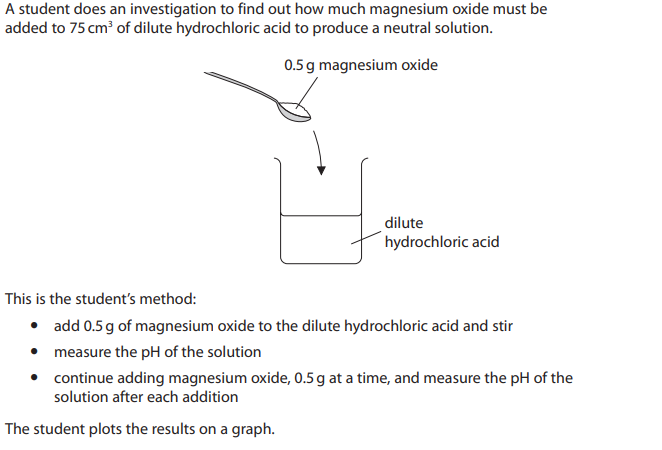 A student does an investigation to find out how much magnesium oxide must be
added to 75 cm³ of dilute hydrochloric acid to produce a neutral solution.
0.5 g magnesium oxide
dilute
hydrochloric acid
This is the student’s method:
• add 0.5 g of magnesium oxide to the dilute hydrochloric acid and stir
• measure the pH of the solution
• continue adding magnesium oxide, 0.5 g at a time, and measure the pH of the
solution after each addition
The student plots the results on a graph.